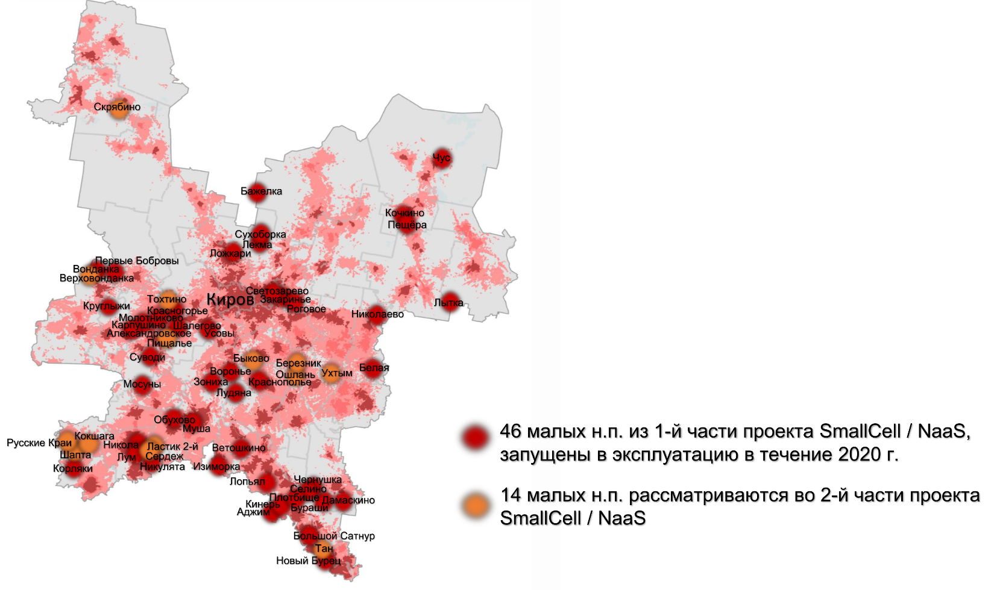 Скрябино
Чус
Бажелка
Кочкино
Пещёра
Сухоборка
Лекма
Ложкари
Первые Бобровы
Вонданка
Верховонданка
Светозарево
Тохтино
Киров
Закаринье
Лытка
Круглыжи
Роговое
Красногорье
Николаево
Молотниково
Карпушино
Шалегово
Александровское
Усовы
Пищалье
Суводи
Быково
Березник
Белая
Воронье
Ошлань
Ухтым
Зониха
Краснополье
Мосуны
Лудяна
Обухово
Муша
46 малых н.п. из 1-й части проекта SmallCell / NaaS,
запущены в эксплуатацию в течение 2020 г.
Кокшага
Русские Краи
Никола
Ластик 2-й
Ветошкино
Шапта
Лум
Сердеж
Корляки
Никулята
Изиморка
Лопьял
Чернушка
Селино
14 малых н.п. рассматриваются во 2-й части проекта
SmallCell / NaaS
Плотбище
Дамаскино
Кинерь
Бураши
Аджим
Большой Сатнур
Тан
Новый Бурец